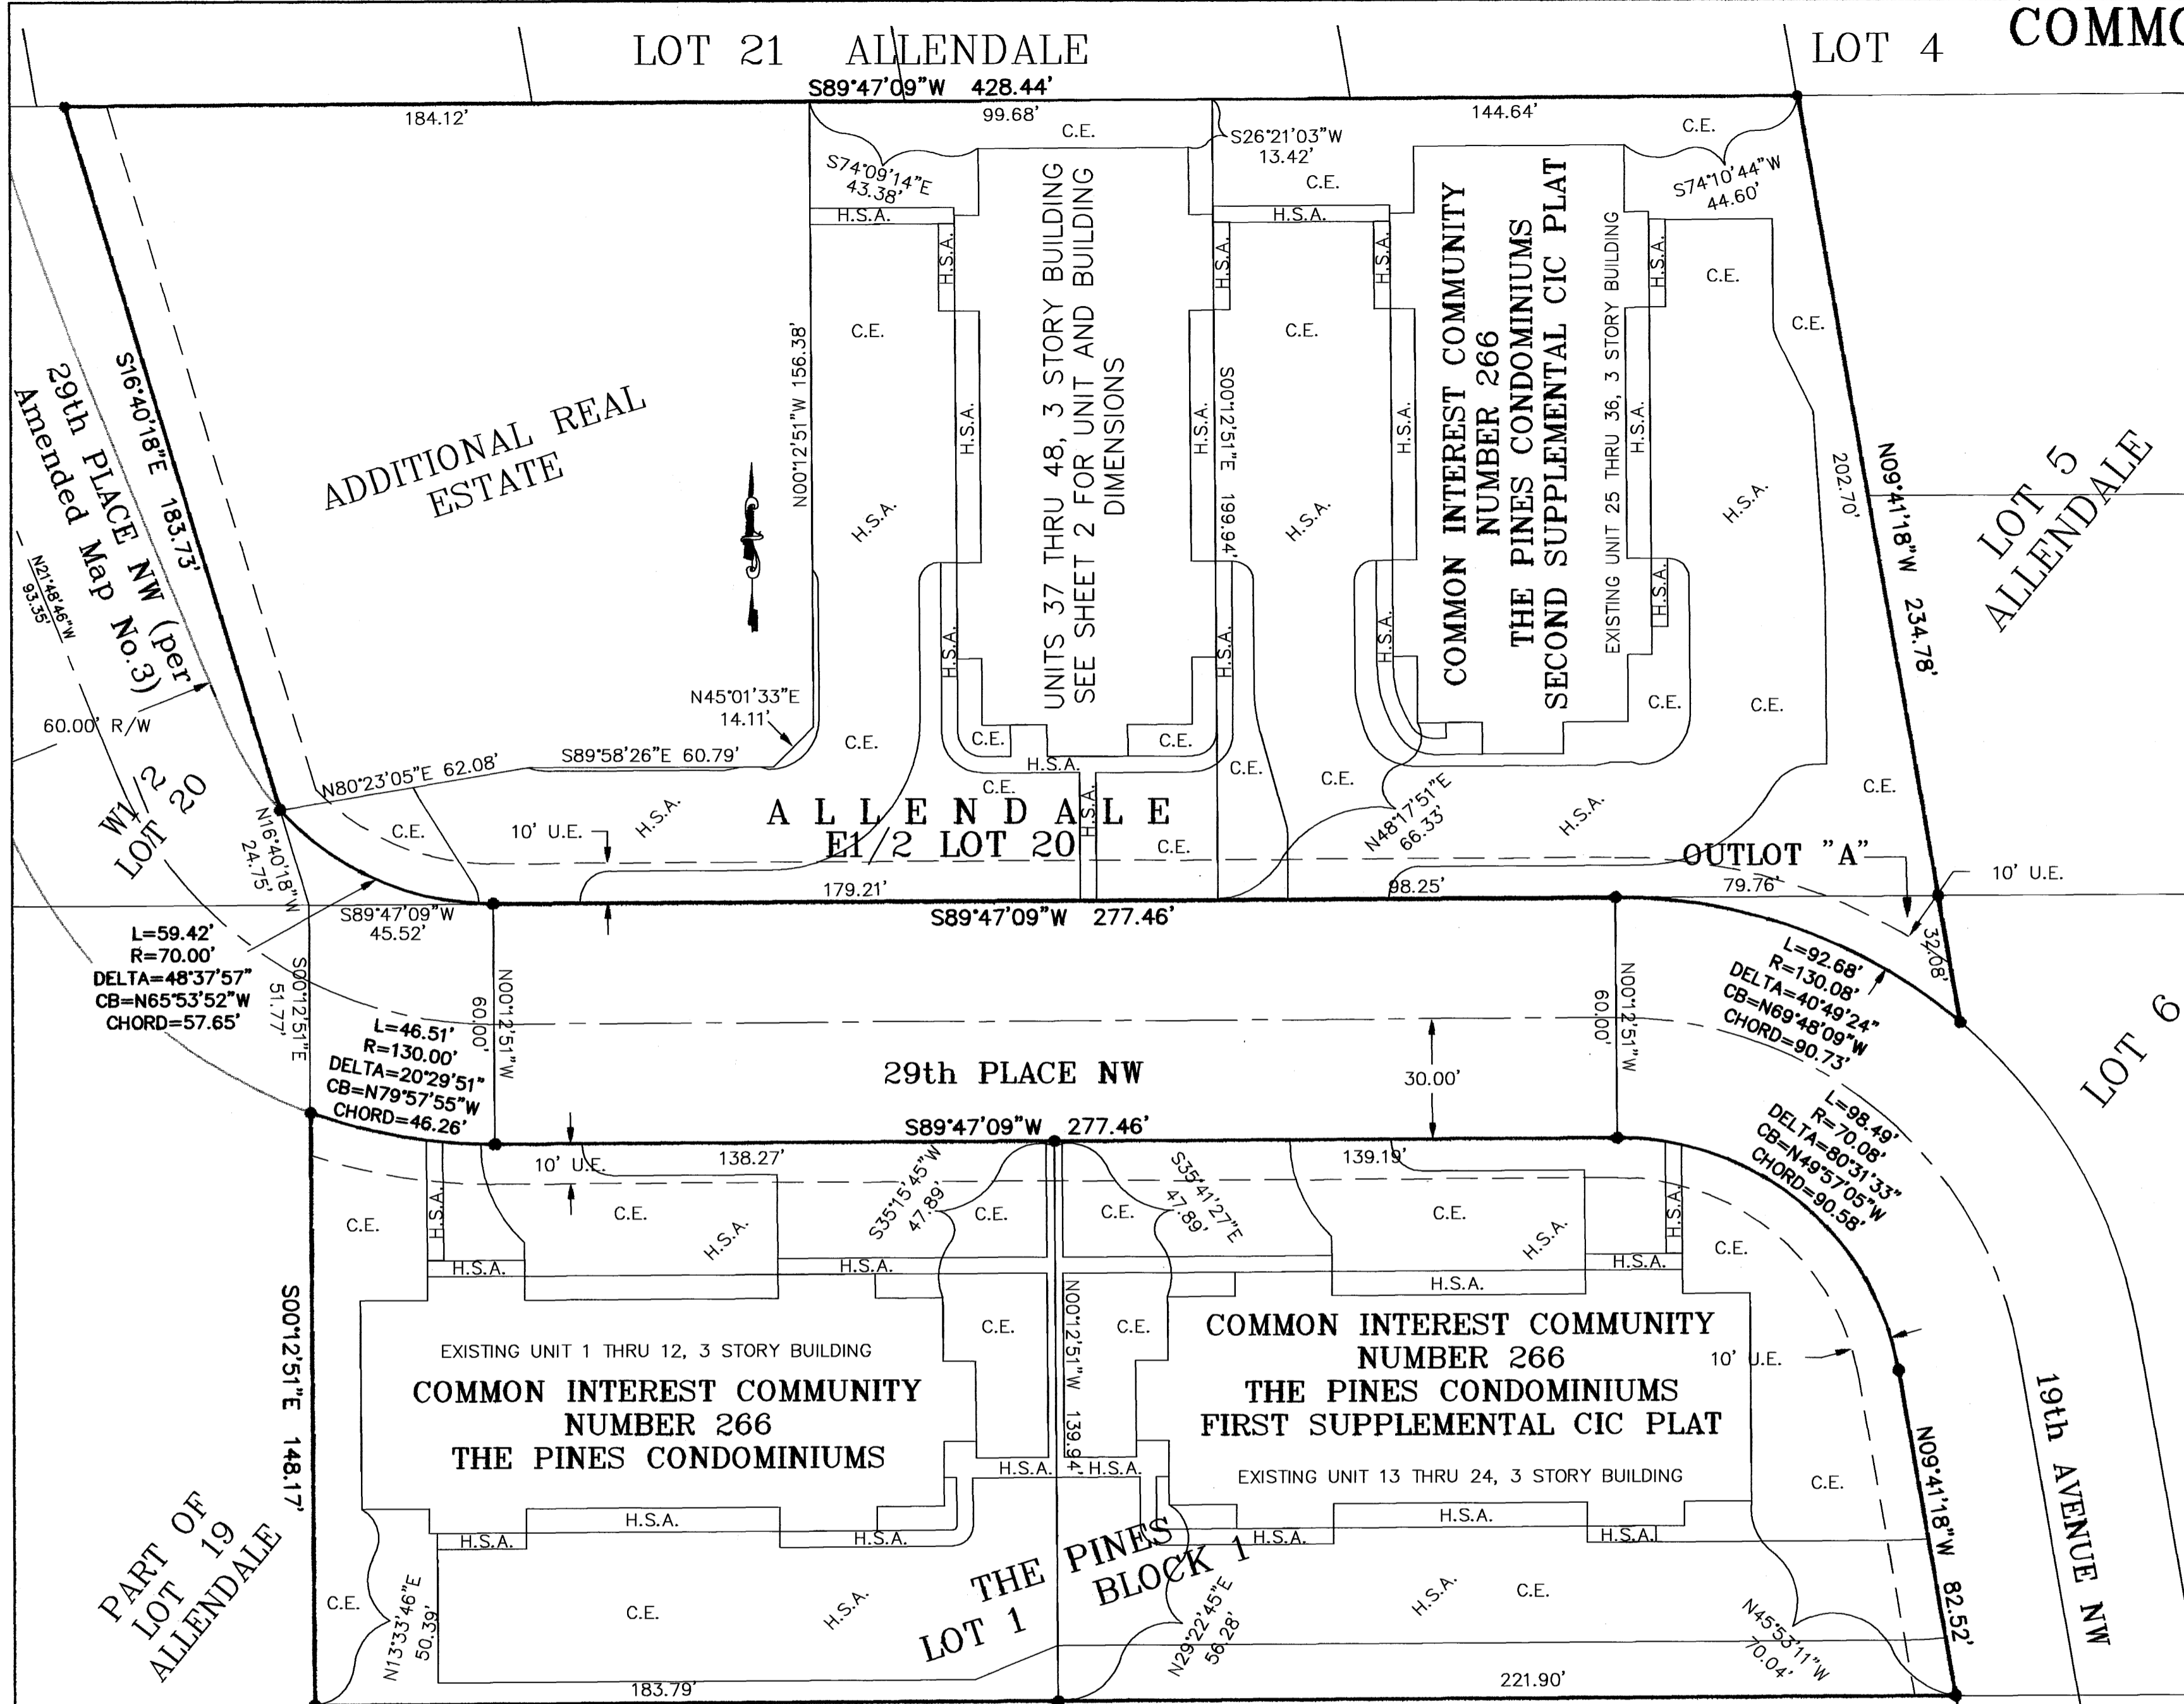 COMMO
LOT 21 ALLENDALE
LOT 4
S89°47'09"W 428.44'
184.12'
99.68'
144.64'
C.E.
C.E.
S74°09'14"E
43.38'
S26°21'03"W
13.42'
C.E.
S74°10'44"W
44.60'
H.S.A.
H.S.A.
H.S.A.
H.S.A.
H.S.A.
H.S.A.
C.E.
C.E.
C.E.
C.E.
29th PLACE NW (per
Amended Map No.3)
S16°40'18"E 183.73'
ADDITIONAL REAL
ESTATE
N00°12'51"W 156.38'
H.S.A.
H.S.A.
UNITS 37 THRU 48, 3 STORY BUILDING
SEE SHEET 2 FOR UNIT AND BUILDING
DIMENSIONS
H.S.A.
S00°12'51"E 199.94'
H.S.A.
H.S.A.
COMMON INTEREST COMMUNITY
NUMBER 266
THE PINES CONDOMINIUMS
SECOND SUPPLEMENTAL CIC PLAT
EXISTING UNIT 25 THRU 36, 3 STORY BUILDING
H.S.A.
H.S.A.
202.70'
N09°41'18"W 234.78'
LOT 5
ALLENDALE
N21°48'46"W
93.35'
60.00' R/W
W1/2
LOT 20
H.S.A.
H.S.A.
H.S.A.
H.S.A.
N45°01'33"E
14.11'
S89°58'26"E 60.79'
N80°23'05"E 62.08'
C.E.
C.E.
C.E.
H.S.A.
C.E.
C.E.
C.E.
C.E.
C.E.
C.E.
C.E.
10' U.E.
H.S.A.
A L L E N D A L E
E1/2 LOT 20
H.S.A.
C.E.
N48°17'51"E
66.33'
H.S.A.
OUTLOT "A"
10' U.E.
N16°40'18"W
24.75'
179.21'
98.25'
79.76'
S89°47'09"W
45.52'
S89°47'09"W 277.46'
32.08'
L=59.42'
R=70.00'
DELTA=48°37'57"
CB=N65°53'52"W
CHORD=57.65'
S00°12'51"E
51.77'
N00°12'51"W
60.00'
N00°12'51"W
60.00'
L=92.68'
R=130.08'
DELTA=40°49'24"
CB=N69°48'09"W
CHORD=90.73'
L=46.51'
R=130.00'
DELTA=20°29'51"
CB=N79°57'55"W
CHORD=46.26'
29th PLACE NW
30.00'
LOT 6
L=98.49'
R=70.08'
DELTA=80°31'33"
CB=N49°57'05"W
CHORD=90.58'
S89°47'09"W 277.46'
10' U.E.
138.27'
139.19'
S35°15'45"W
47.89'
S35°41'27"E
47.89'
C.E.
H.S.A.
C.E.
H.S.A.
C.E.
C.E.
C.E.
H.S.A.
H.S.A.
C.E.
H.S.A.
H.S.A.
H.S.A.
H.S.A.
S00°12'51"E 148.17'
EXISTING UNIT 1 THRU 12, 3 STORY BUILDING
COMMON INTEREST COMMUNITY
NUMBER 266
THE PINES CONDOMINIUMS
C.E.
C.E.
N00°12'51"W 139.94'
COMMON INTEREST COMMUNITY
NUMBER 266
THE PINES CONDOMINIUMS
FIRST SUPPLEMENTAL CIC PLAT
EXISTING UNIT 13 THRU 24, 3 STORY BUILDING
10' U.E.
19th AVENUE NW
N09°41'18"W 82.52'
H.S.A.
H.S.A.
C.E.
H.S.A.
H.S.A.
H.S.A.
H.S.A.
H.S.A.
H.S.A.
PART OF
LOT 19
ALLENDALE
C.E.
N13°33'46"E
50.39'
C.E.
H.S.A.
THE PINES
BLOCK 1
LOT 1
N29°22'45"E
56.28'
H.S.A.
C.E.
N45°53'11"W
70.04'
183.79'
221.90'